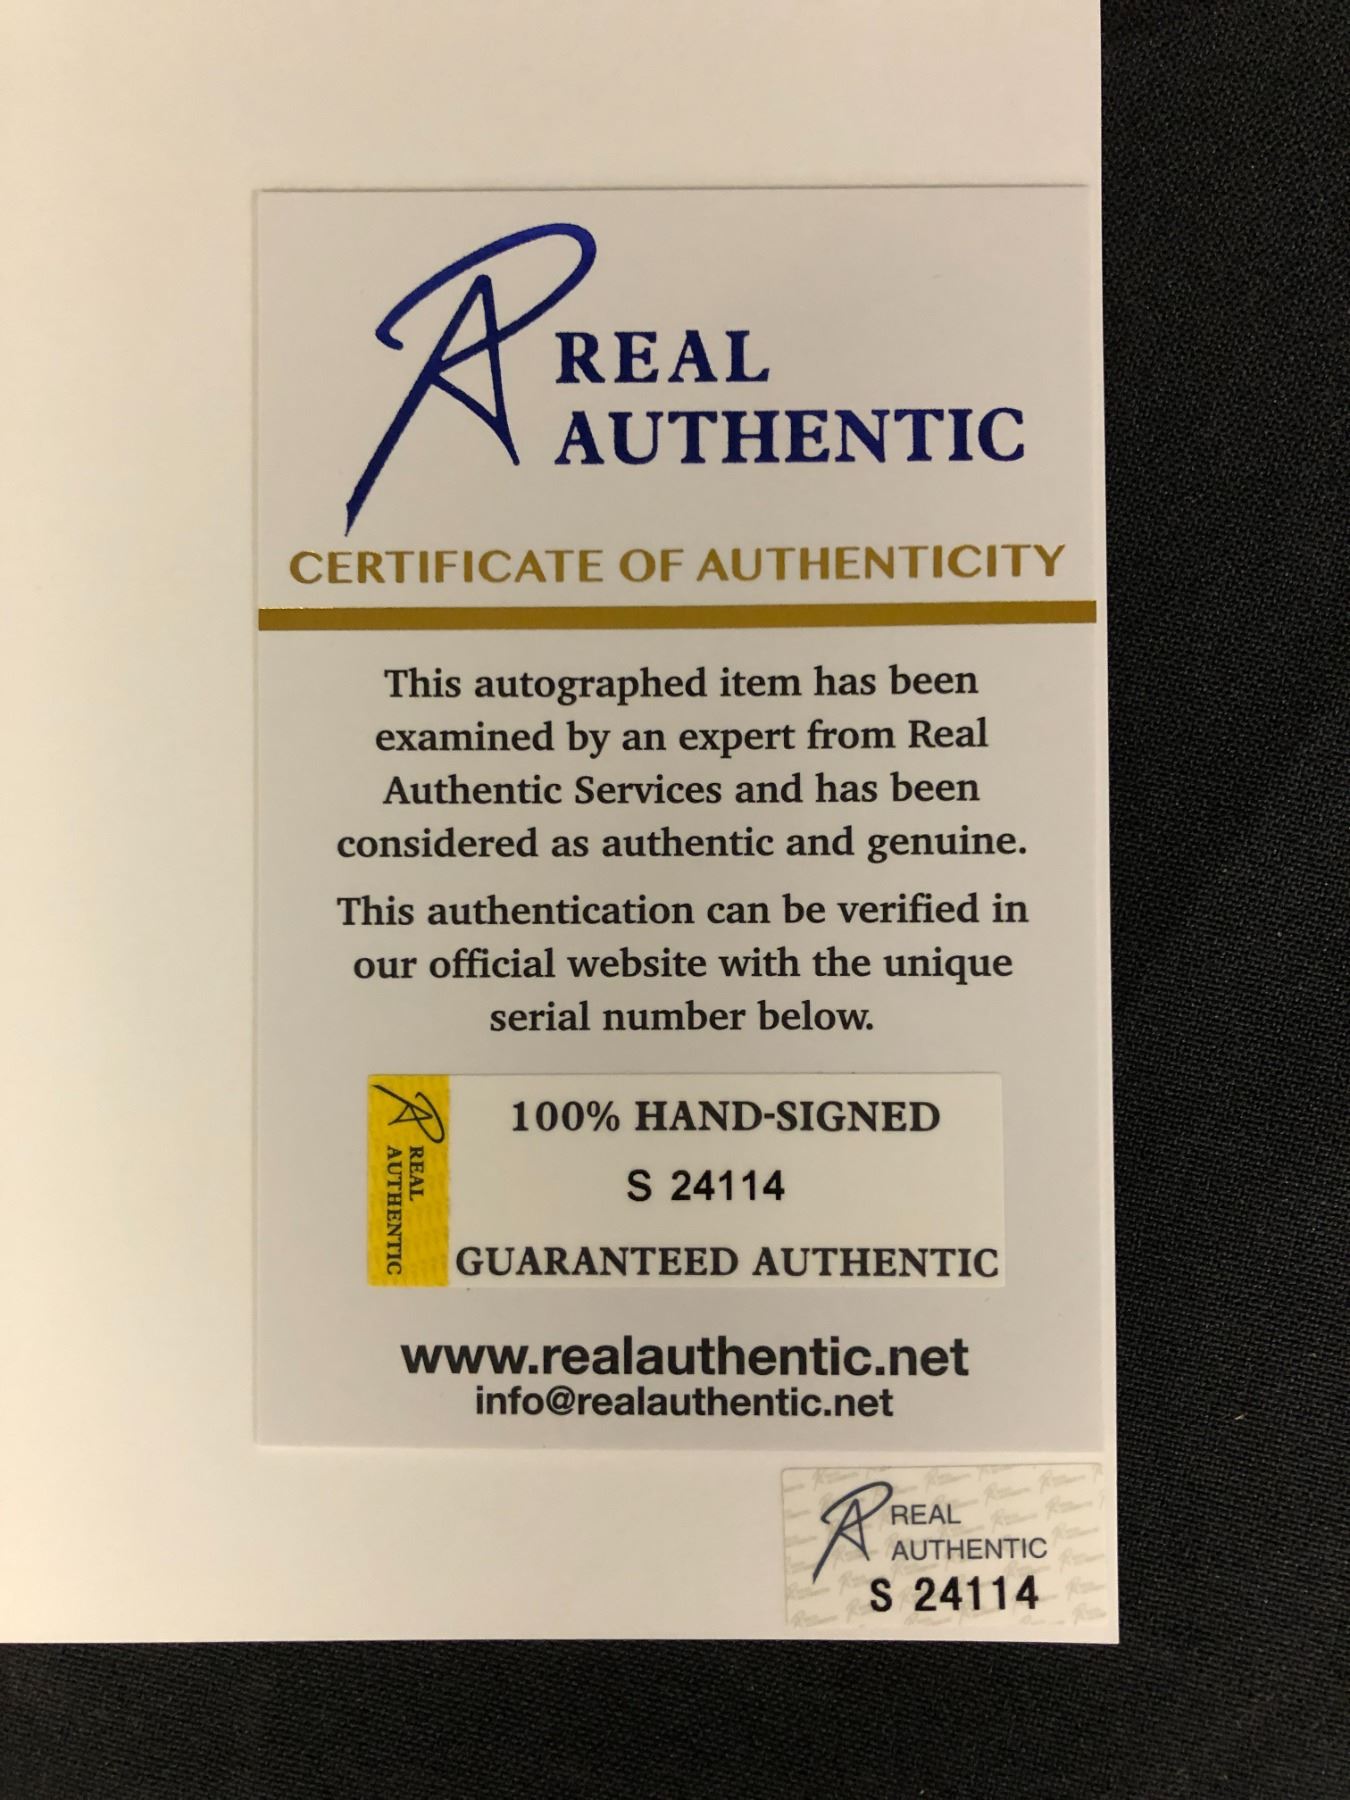 RA REAL
AUTHENTIC
CERTIFICATE OF AUTHENTICITY
This autographed item has been
examined by an expert from Real
Authentic Services and has been
considered as authentic and genuine.
This authentication can be verified in
our official website with the unique
serial number below.
RA REAL
AUTHENTIC
100% HAND-SIGNED
S 24114
GUARANTEED AUTHENTIC
www.realauthentic.net
info@realauthentic.net
RA REAL
AUTHENTIC
S 24114